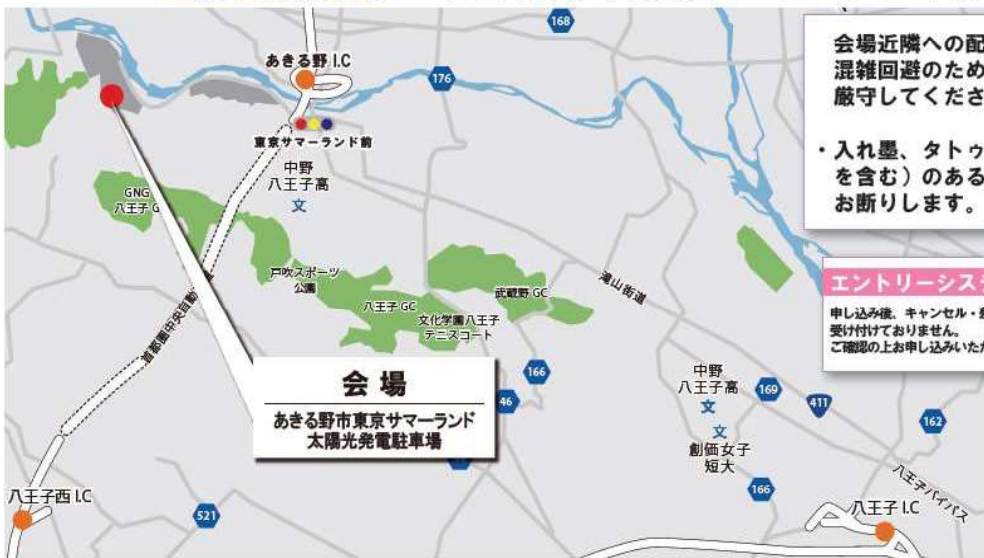 168
あきる野 I.C
176
東京サマーランド前
中野
八王子高
文
GNG
八王子 G
戸吹スポーツ
公園
八王子 GC
文化学園八王子
テニスコート
武蔵野 GC
滝山街道
首都圏中央自動
会場
あきる野市東京サマーランド
太陽光発電駐車場
166
46
中野
八王子高
文
169
411
文
創価女子
短大
162
166
八王子バイパス
八王子西 I.C
521
八王子 I.C
会場近隣への配
混雑回避のため
厳守してくださ
・入れ墨、タトゥ
を含む）のある
お断りします。
エントリーシステ
申し込み後、キャンセル・
受け付けておりません。
ご確認の上お申し込みいただ